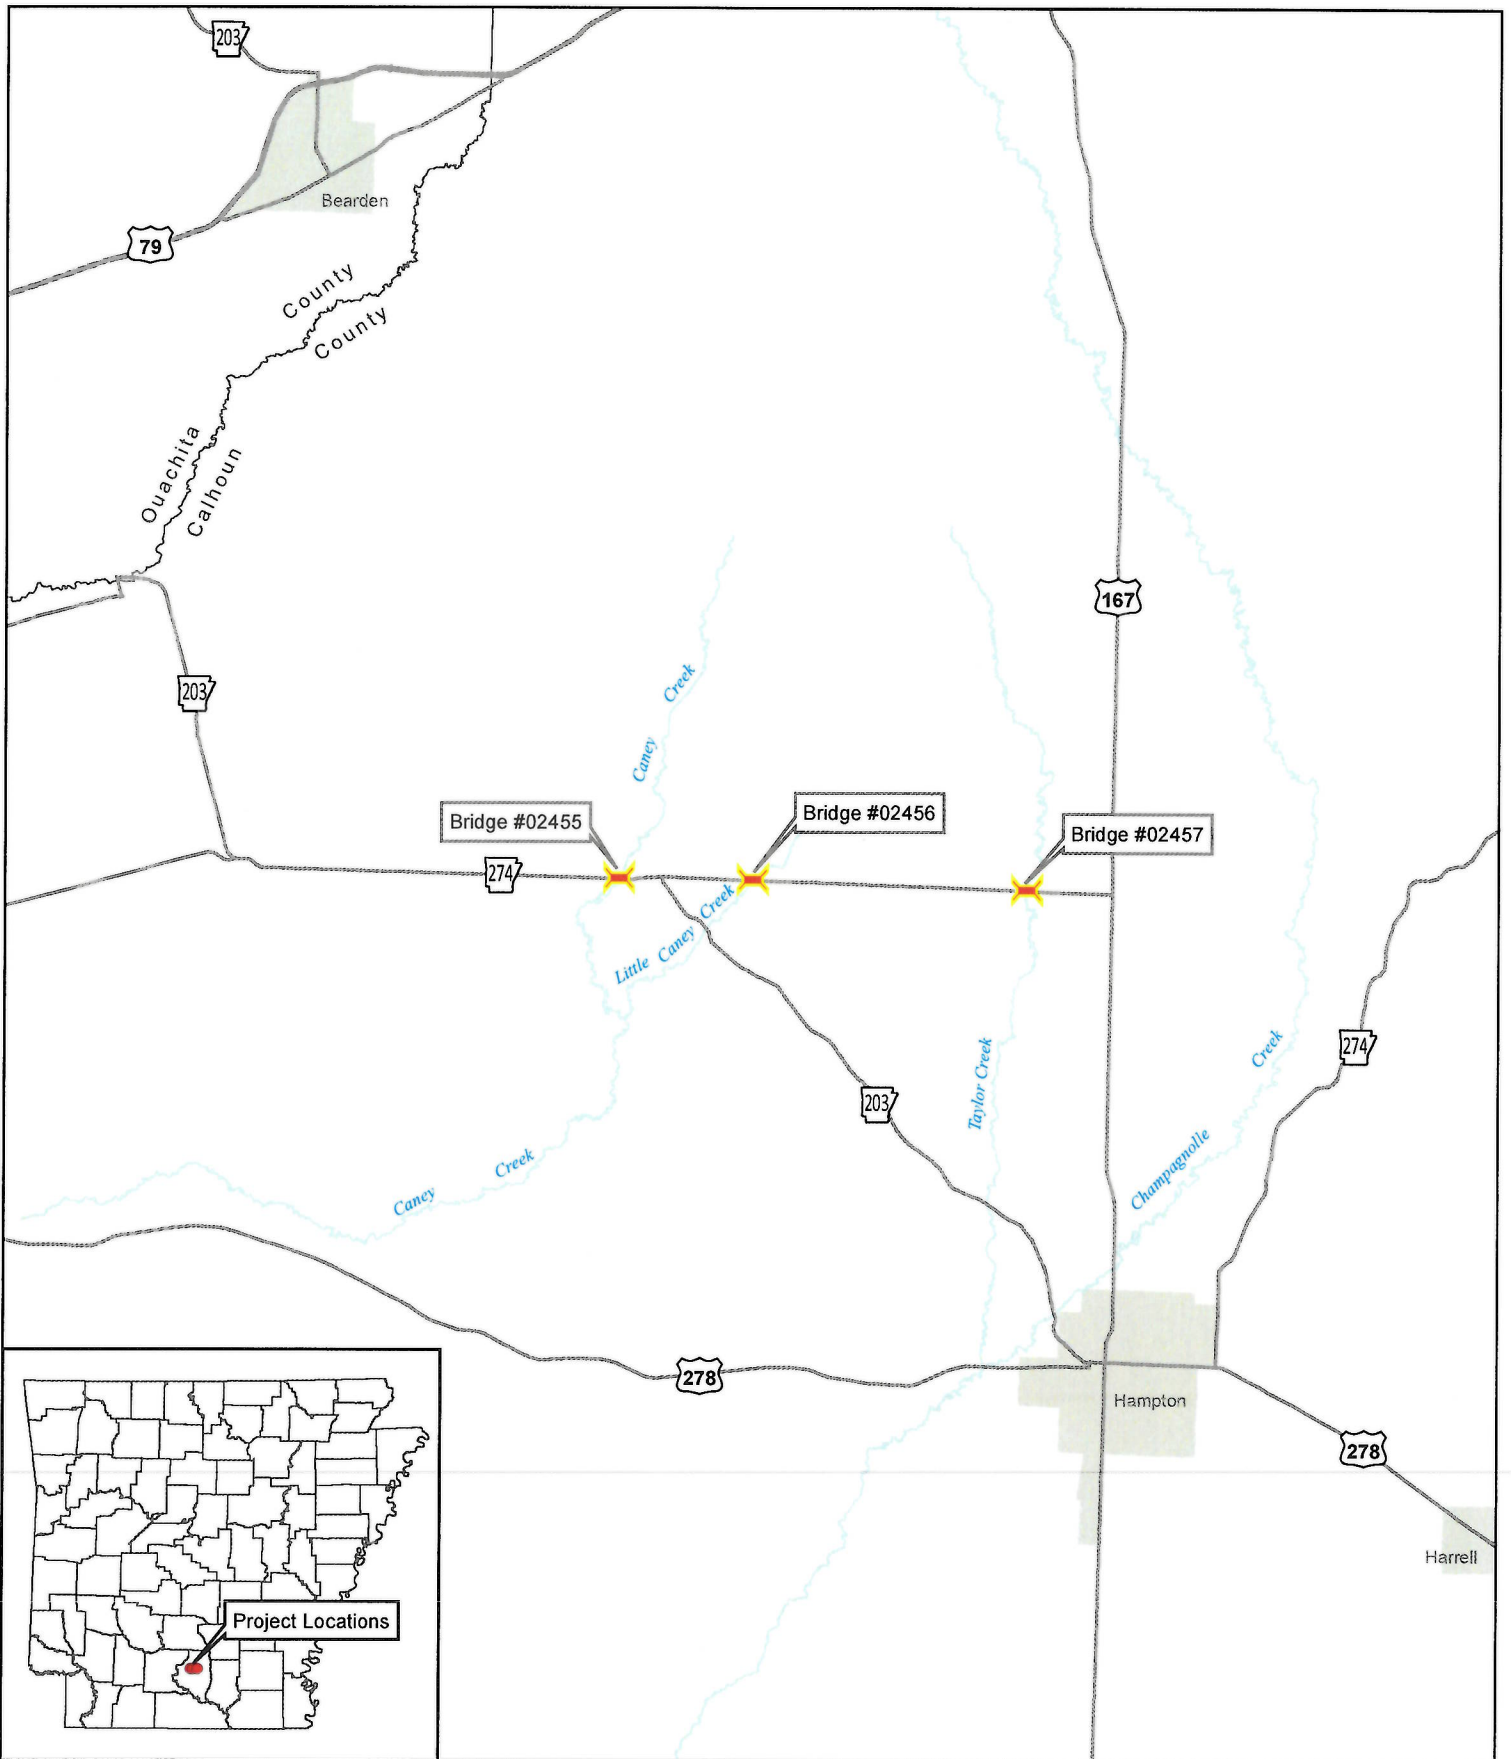 203
Bearden
79
County
County
Ouachita
Calhoun
167
Creek
203
Caney
Bridge #02455
Bridge #02456
Bridge #02457
274
Creek
Little Caney
Creek
274
Taylor Creek
203
Champagnolle
Creek
Caney
278
Hampton
278
Harrell
Project Locations